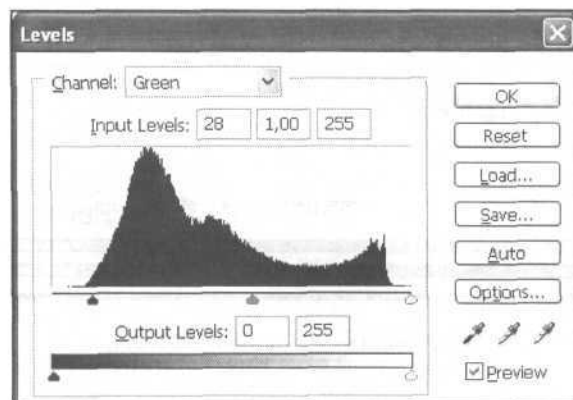 Levels
Channel: Green
Input Levels: 28 1,00 255
Output Levels: 0 255
OK
Reset
Load...
Save...
Auto
Options...
Preview